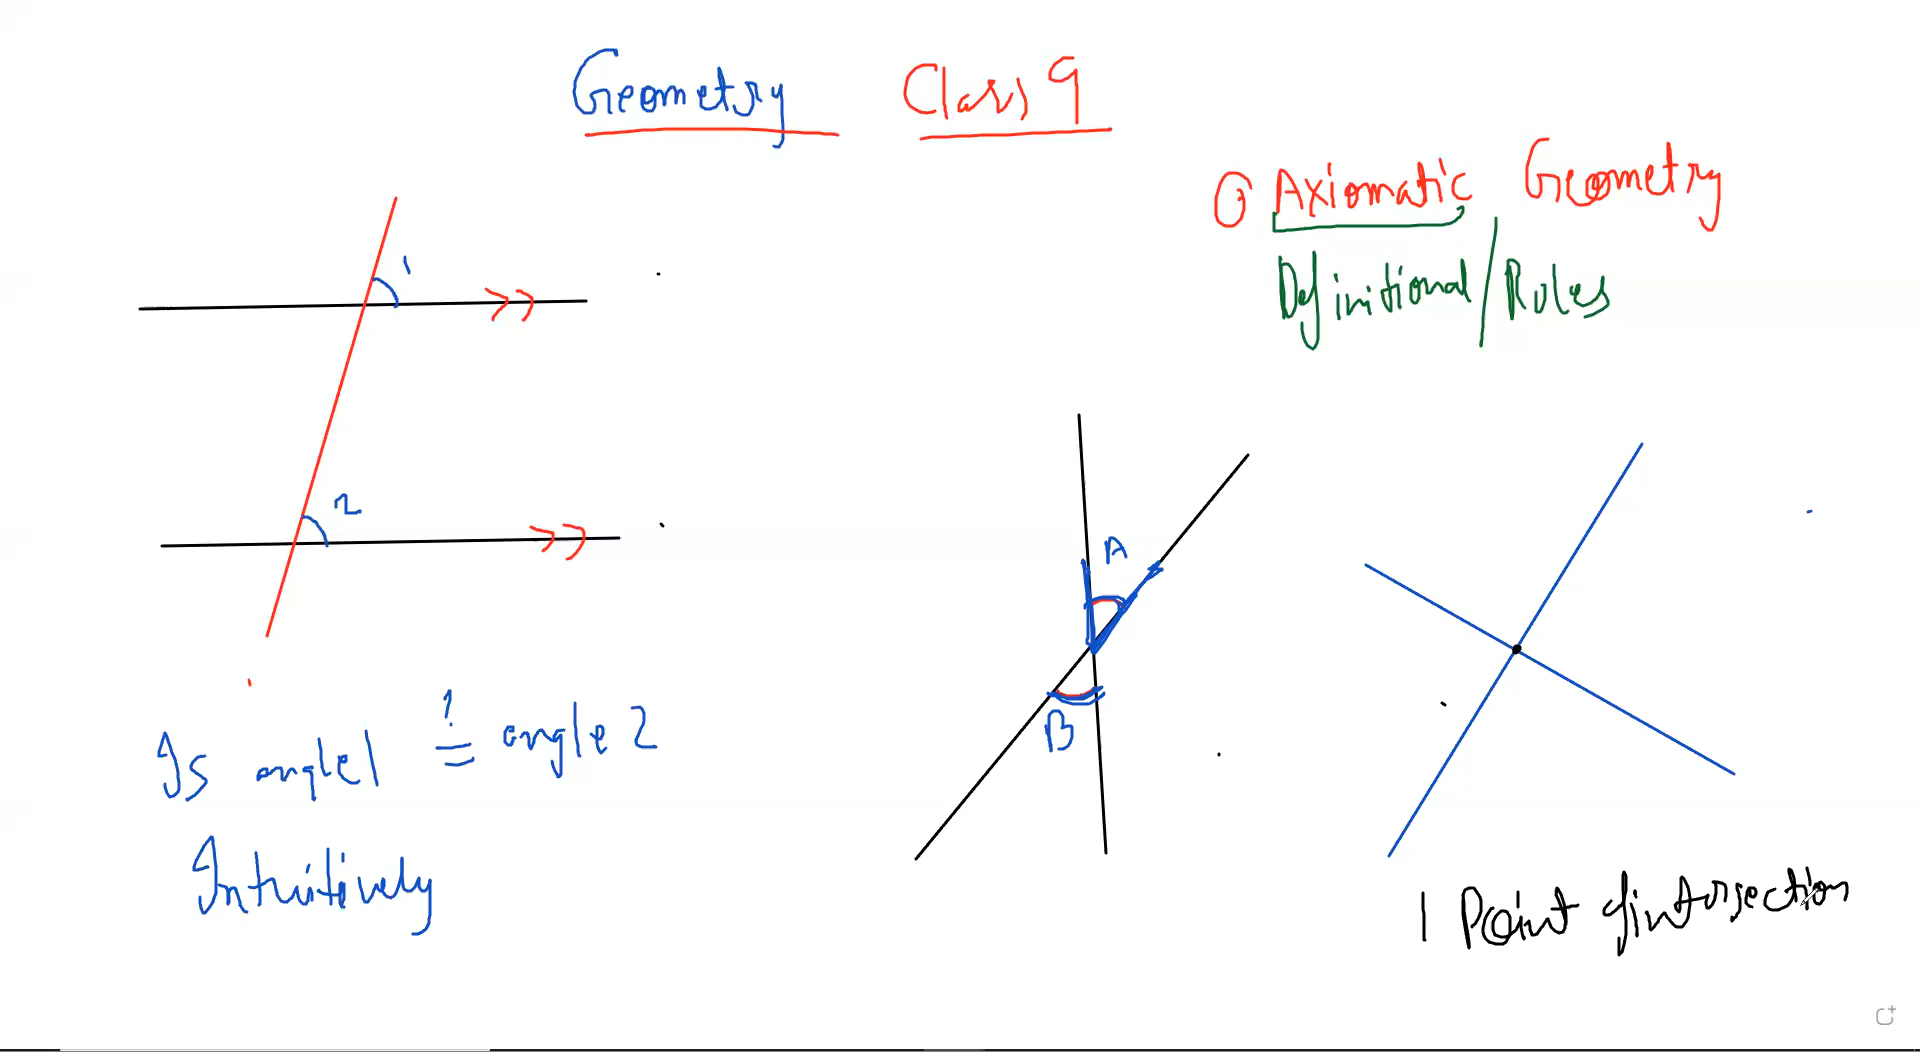 Geometry Class 9
① Axiomatic Geometry
Definitional / Rules
1
2
A
B
Is angle1 ?= angle 2
Intuitively
1 Point of intersection